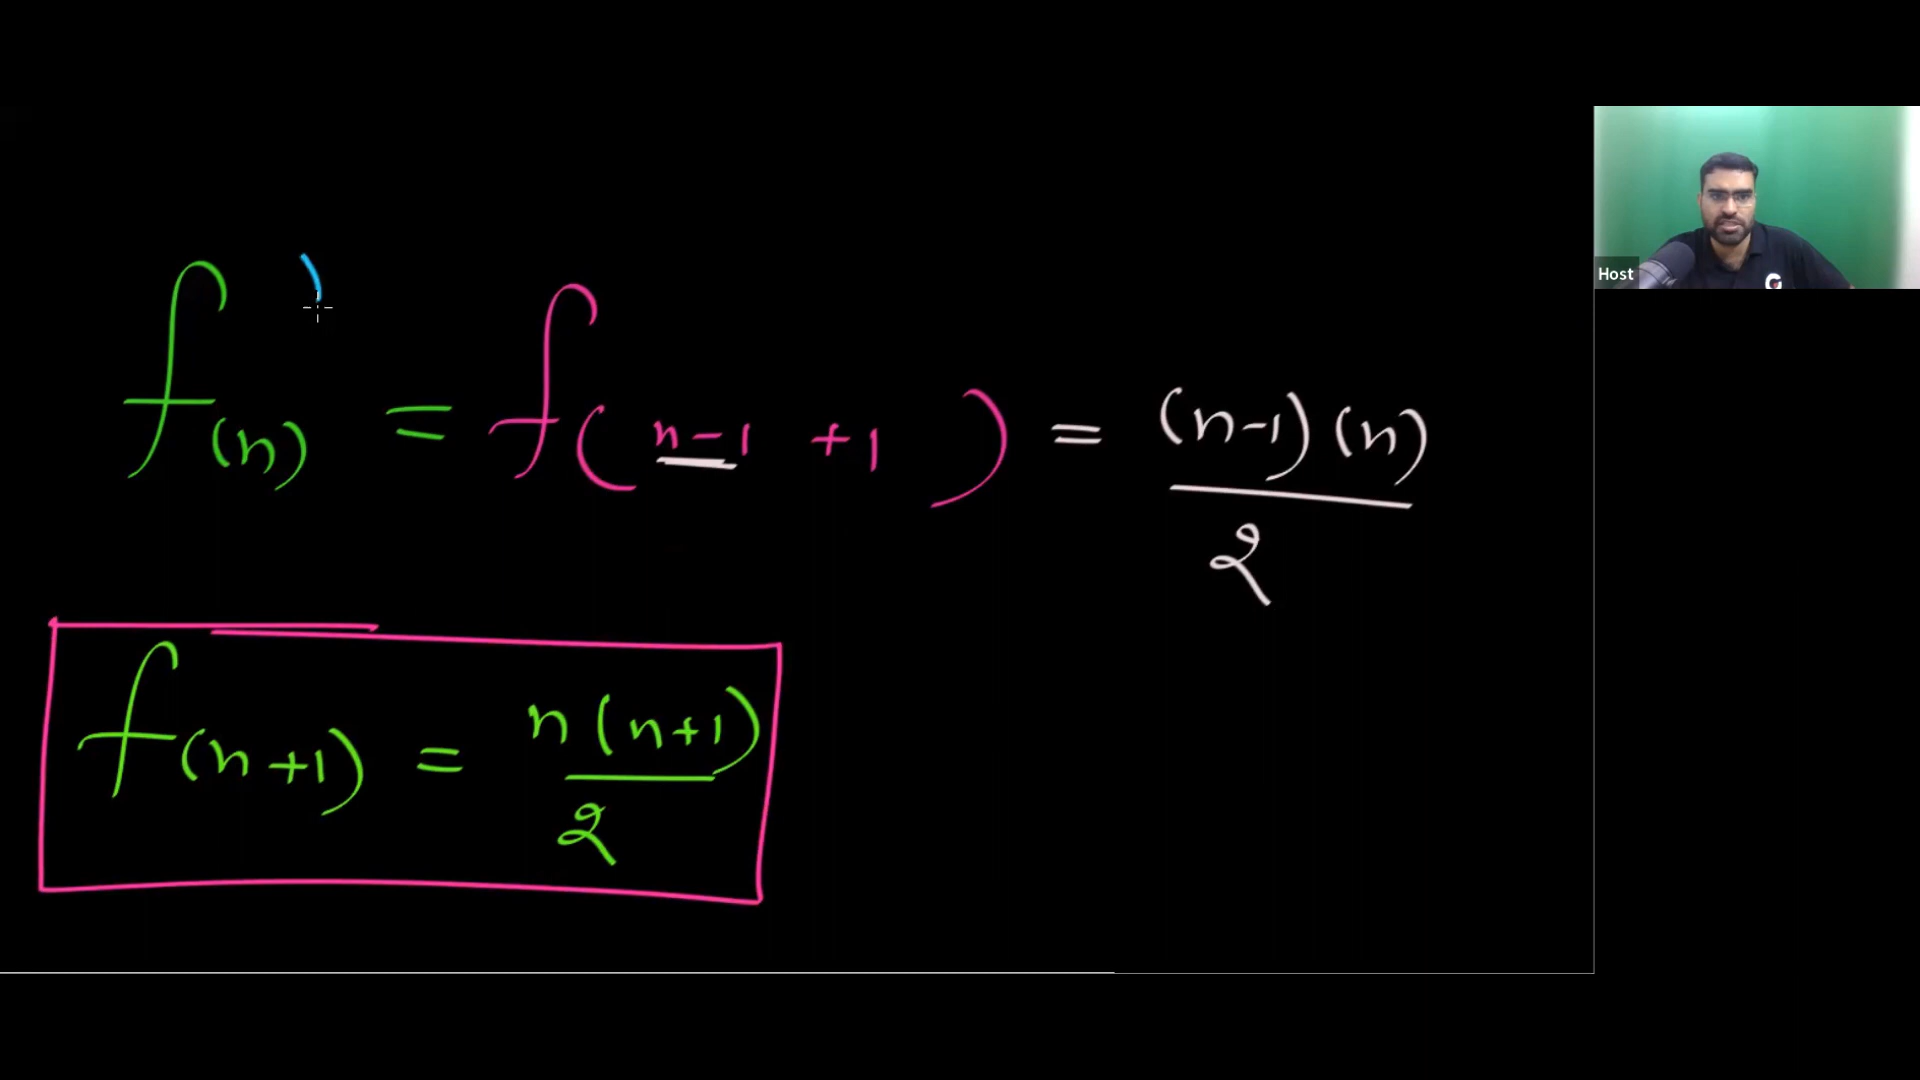 f(n) = f(n-1 +1) = (n-1)(n)/2
f(n+1) = n(n+1)/2
Host